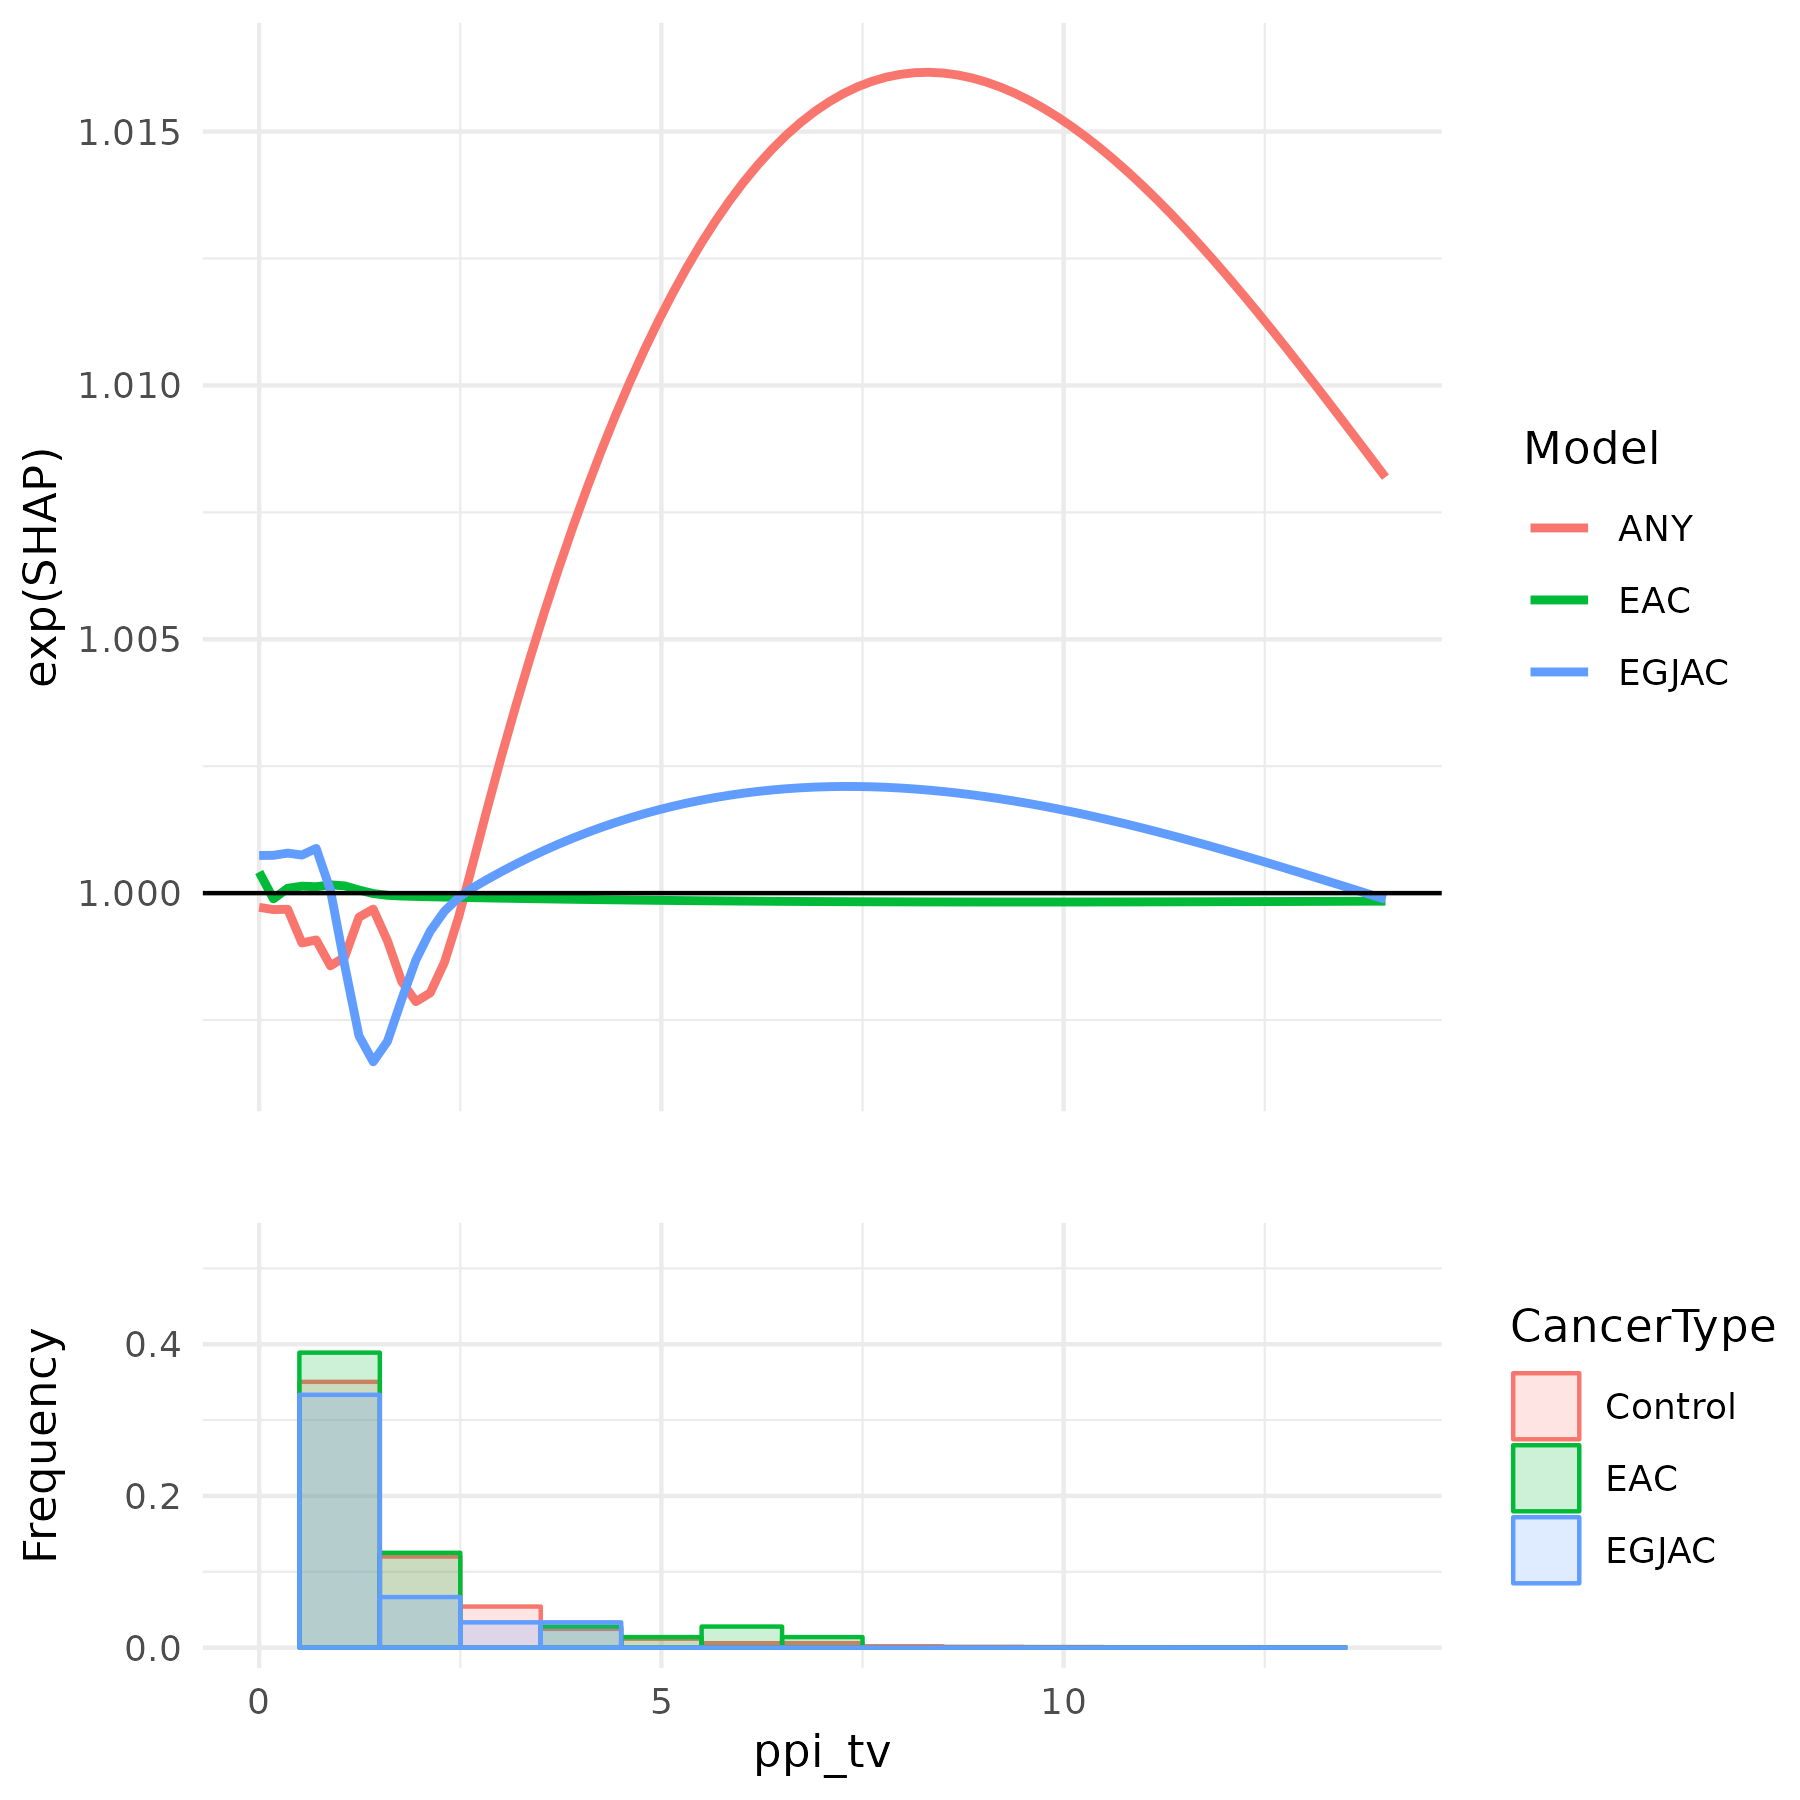 exp(SHAP)
1.015
1.010
1.005
1.000
Model
ANY
EAC
EGJAC
Frequency
0.4
0.2
0.0
0
5
10
ppi_tv
CancerType
Control
EAC
EGJAC